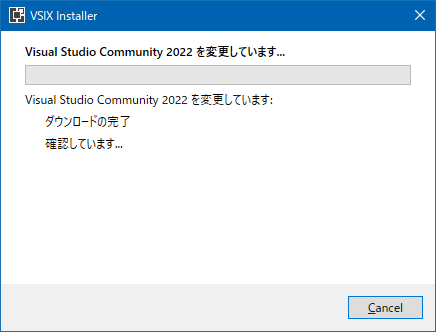 VSIX Installer
Visual Studio Community 2022 を変更しています...
Visual Studio Community 2022 を変更しています:
ダウンロードの完了
確認しています...
Cancel